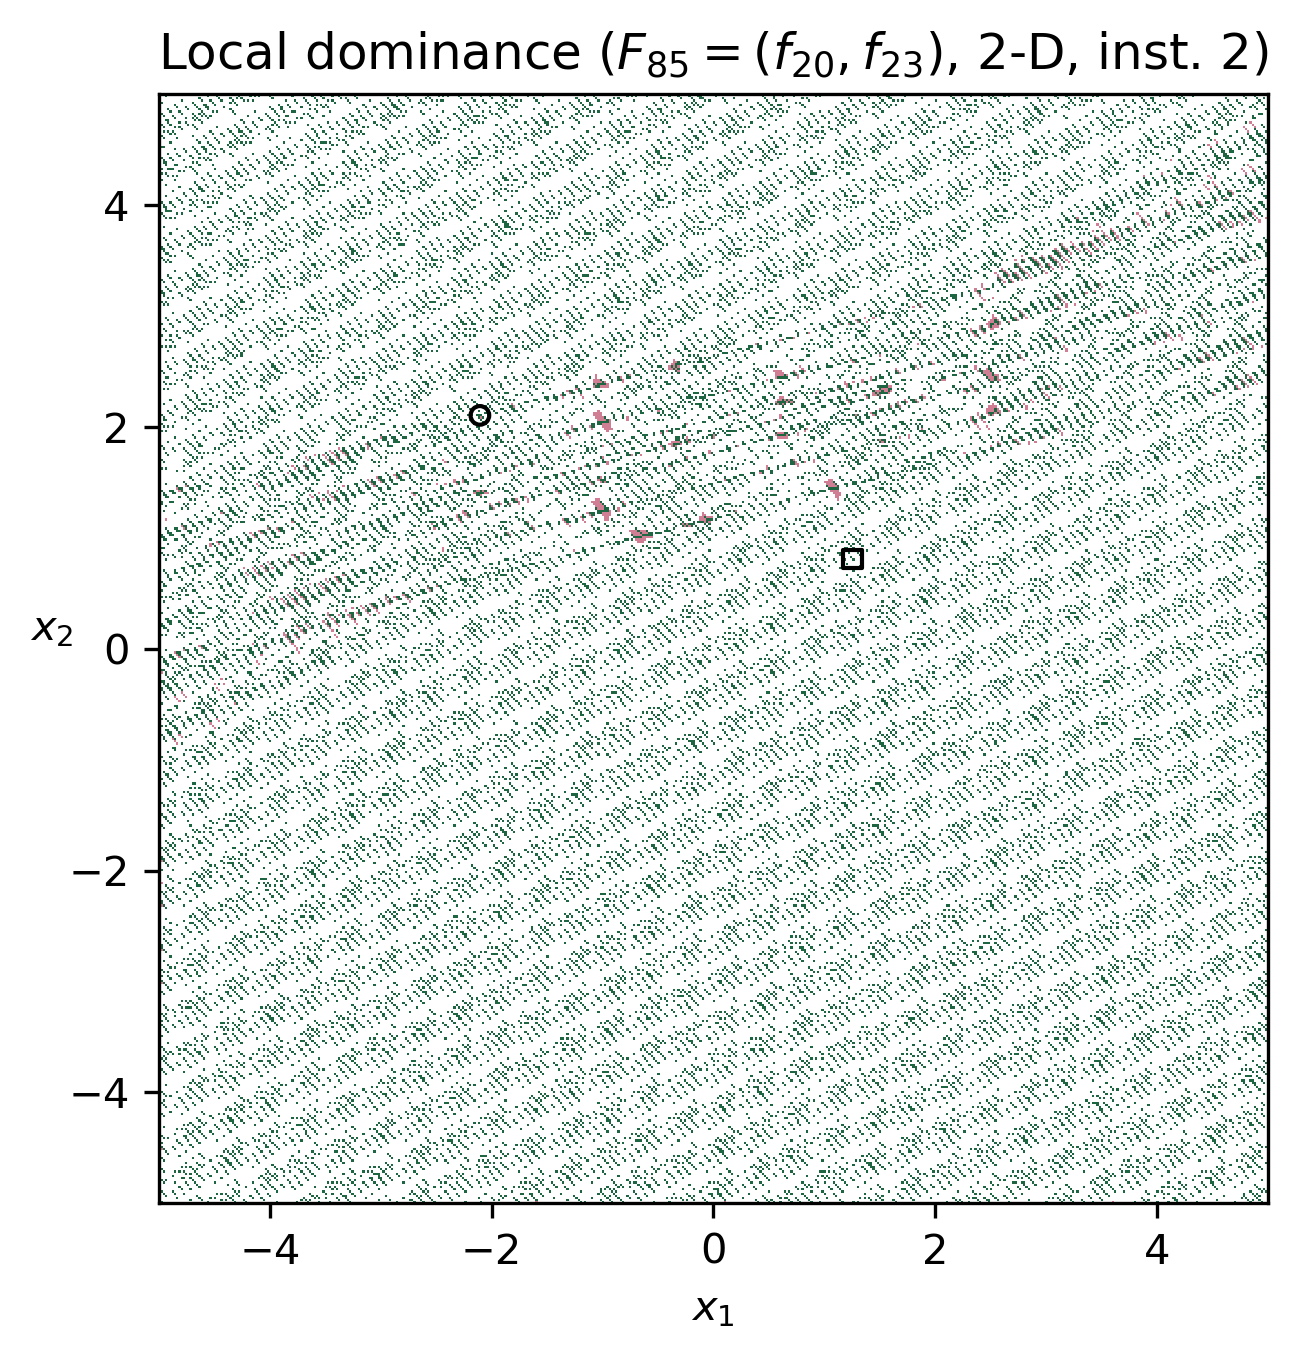 Local dominance (F₈₅ = (f₂₀, f₂₃), 2-D, inst. 2)
4
2
0
−2
−4
x₂
−4 −2 0 2 4
x₁